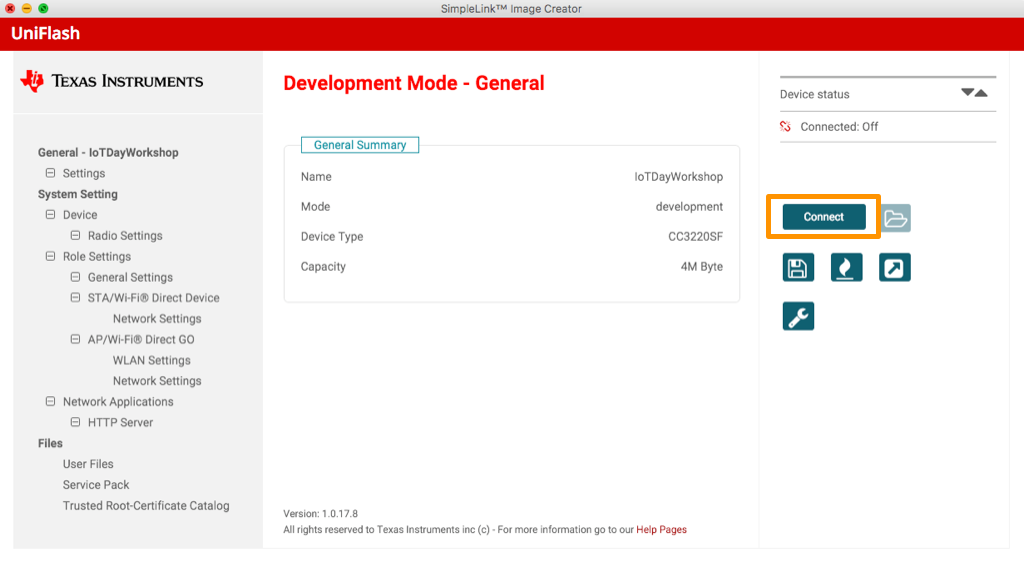 SimpleLink™ Image Creator
UniFlash
TEXAS INSTRUMENTS
General - IoTDayWorkshop
Settings
System Setting
Device
Radio Settings
Role Settings
General Settings
STA/Wi-Fi® Direct Device
Network Settings
AP/Wi-Fi® Direct GO
WLAN Settings
Network Settings
Network Applications
HTTP Server
Files
User Files
Service Pack
Trusted Root-Certificate Catalog
Development Mode - General
General Summary
Name IoTDayWorkshop
Mode development
Device Type CC3220SF
Capacity 4M Byte
Version: 1.0.17.8
All rights reserved to Texas Instruments inc (c) - For more information go to our Help Pages
Device status
Connected: Off
Connect